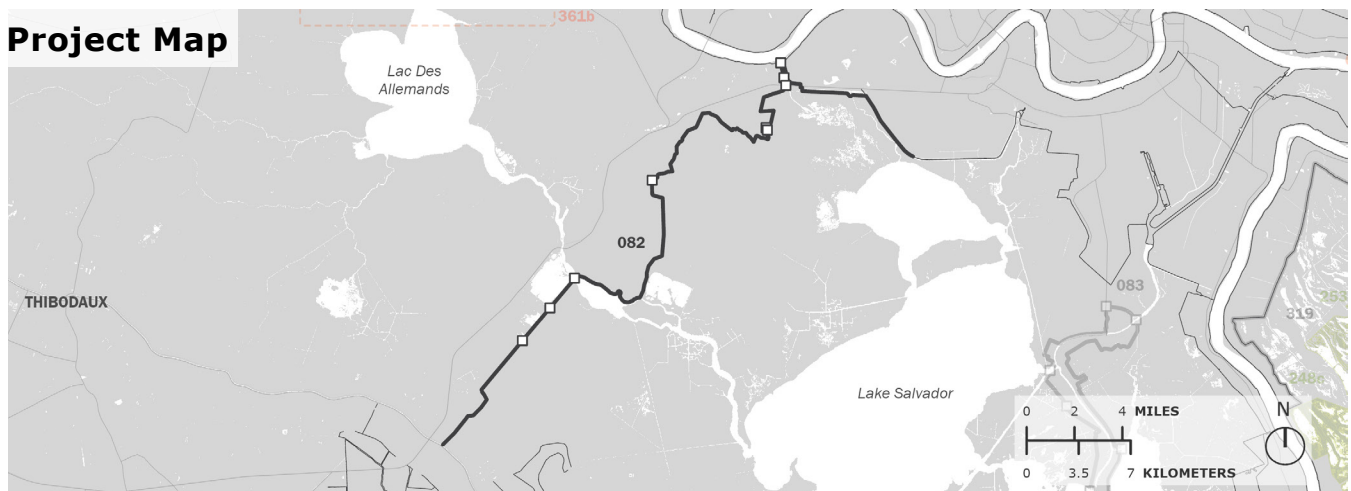 Project Map
361b
Lac Des
Allemands
082
THIBODAUX
083
253
319
248c
Lake Salvador
N
0 2 4 MILES
0 3.5 7 KILOMETERS